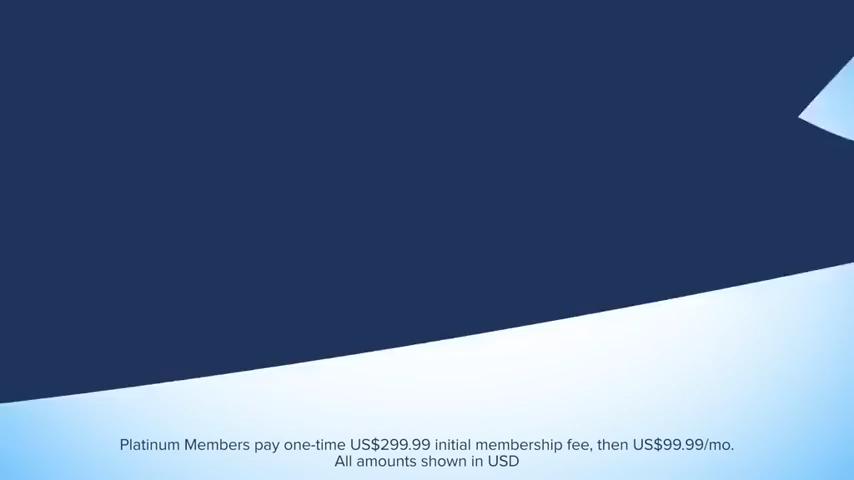 Platinum Members pay one-time US$299.99 initial membership fee, then US$99.99/mo.
All amounts shown in USD